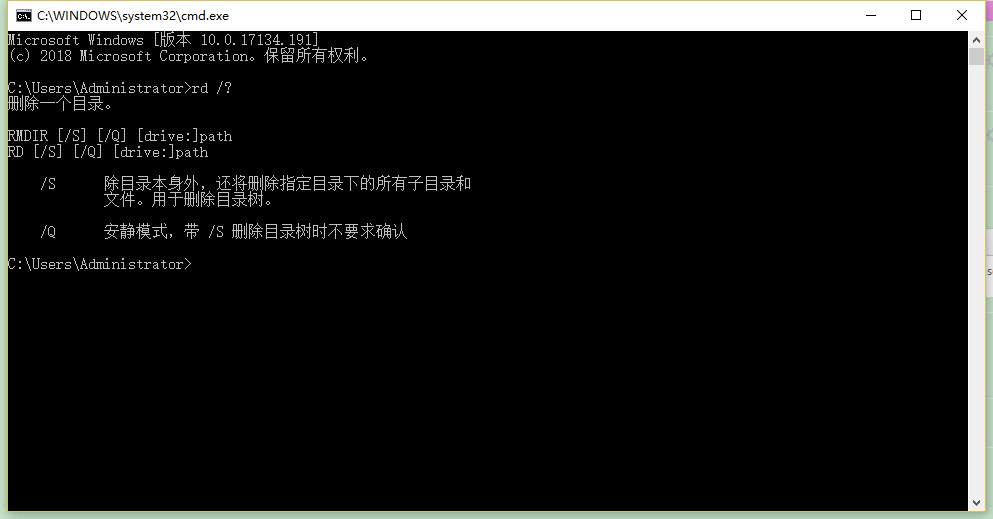 C:\WINDOWS\system32\cmd.exe
Microsoft Windows [版本 10.0.17134.191]
(c) 2018 Microsoft Corporation。保留所有权利。
C:\Users\Administrator>rd /?
删除一个目录。
RMDIR [/S] [/Q] [drive:]path
RD [/S] [/Q] [drive:]path
/S 除目录本身外，还将删除指定目录下的所有子目录和
文件。用于删除目录树。
/Q 安静模式，带 /S 删除目录树时不要求确认
C:\Users\Administrator>